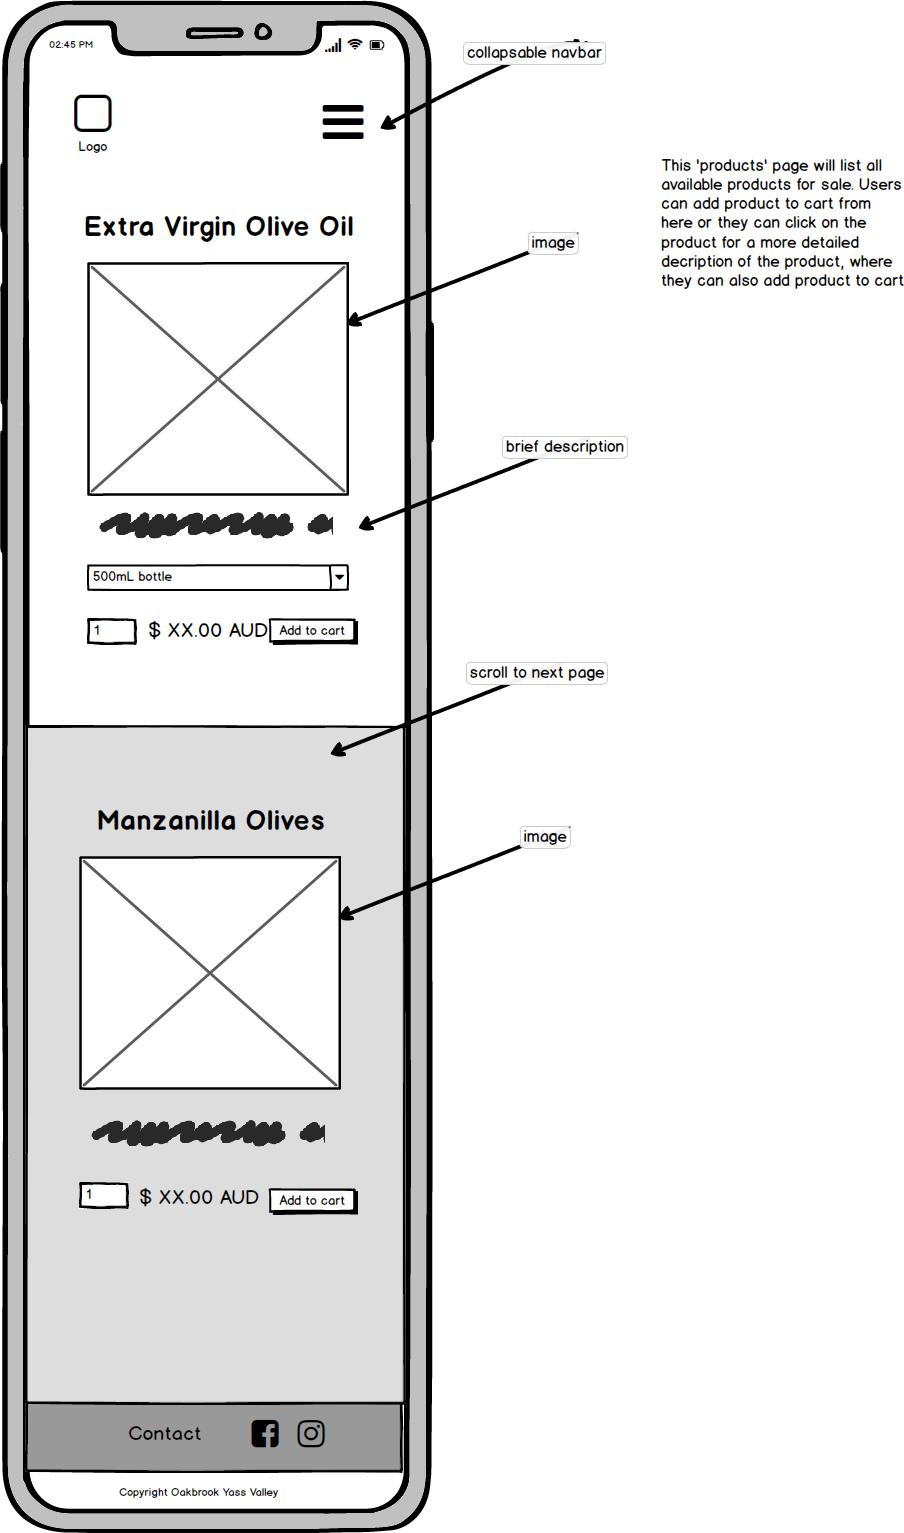 02:45 PM
collapsable navbar
Logo
This 'products' page will list all
available products for sale. Users
can add product to cart from
here or they can click on the
product for a more detailed
decription of the product, where
they can also add product to cart
Extra Virgin Olive Oil
image
brief description
500mL bottle
1 $ XX.00 AUD Add to cart
scroll to next page
Manzanilla Olives
image
1 $ XX.00 AUD Add to cart
Contact
Copyright Oakbrook Yass Valley